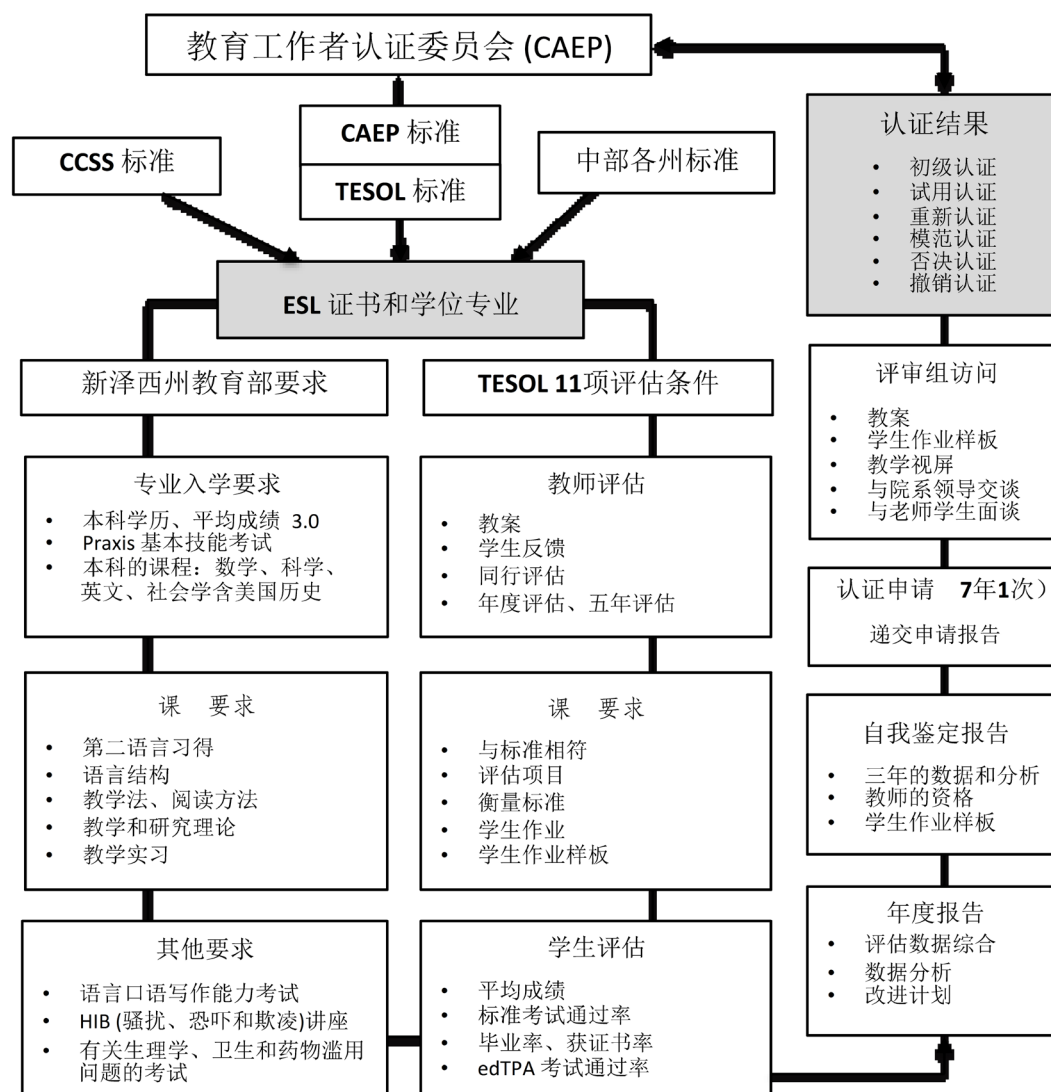 教育工作者认证委员会 (CAEP)
CAEP 标准
TESOL 标准
CCSS 标准
中部各州标准
ESL 证书和学位专业
新泽西州教育部要求
专业入学要求
• 本科学历、平均成绩 3.0
• Praxis 基本技能考试
• 本科的课程：数学、科学、
英文、社会学含美国历史
课 要求
• 第二语言习得
• 语言结构
• 教学法、阅读方法
• 教学和研究理论
• 教学实习
其他要求
• 语言口语写作能力考试
• HIB (骚扰、恐吓和欺凌)讲座
• 有关生理学、卫生和药物滥用
问题的考试
TESOL 11项评估条件
教师评估
• 教案
• 学生反馈
• 同行评估
• 年度评估、五年评估
课 要求
• 与标准相符
• 评估项目
• 衡量标准
• 学生作业
• 学生作业样板
学生评估
• 平均成绩
• 标准考试通过率
• 毕业率、获证书率
• edTPA 考试通过率
认证结果
• 初级认证
• 试用认证
• 重新认证
• 模范认证
• 否决认证
• 撤销认证
评审组访问
• 教案
• 学生作业样板
• 教学视屏
• 与院系领导交谈
• 与老师学生面谈
认证申请 7年1次）
递交申请报告
自我鉴定报告
• 三年的数据和分析
• 教师的资格
• 学生作业样板
年度报告
• 评估数据综合
• 数据分析
• 改进计划